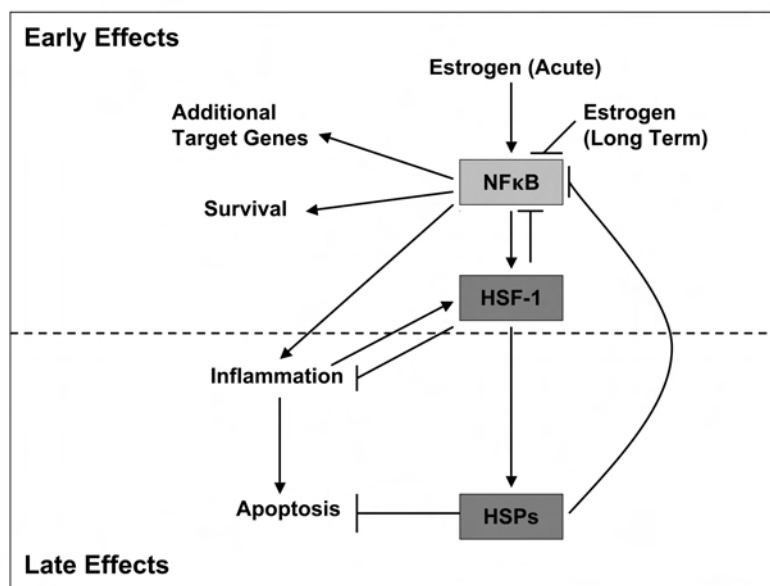 Early Effects
Estrogen (Acute)
Additional
Target Genes
Estrogen
(Long Term)
NFκB
Survival
HSF-1
Inflammation
Apoptosis
HSPs
Late Effects